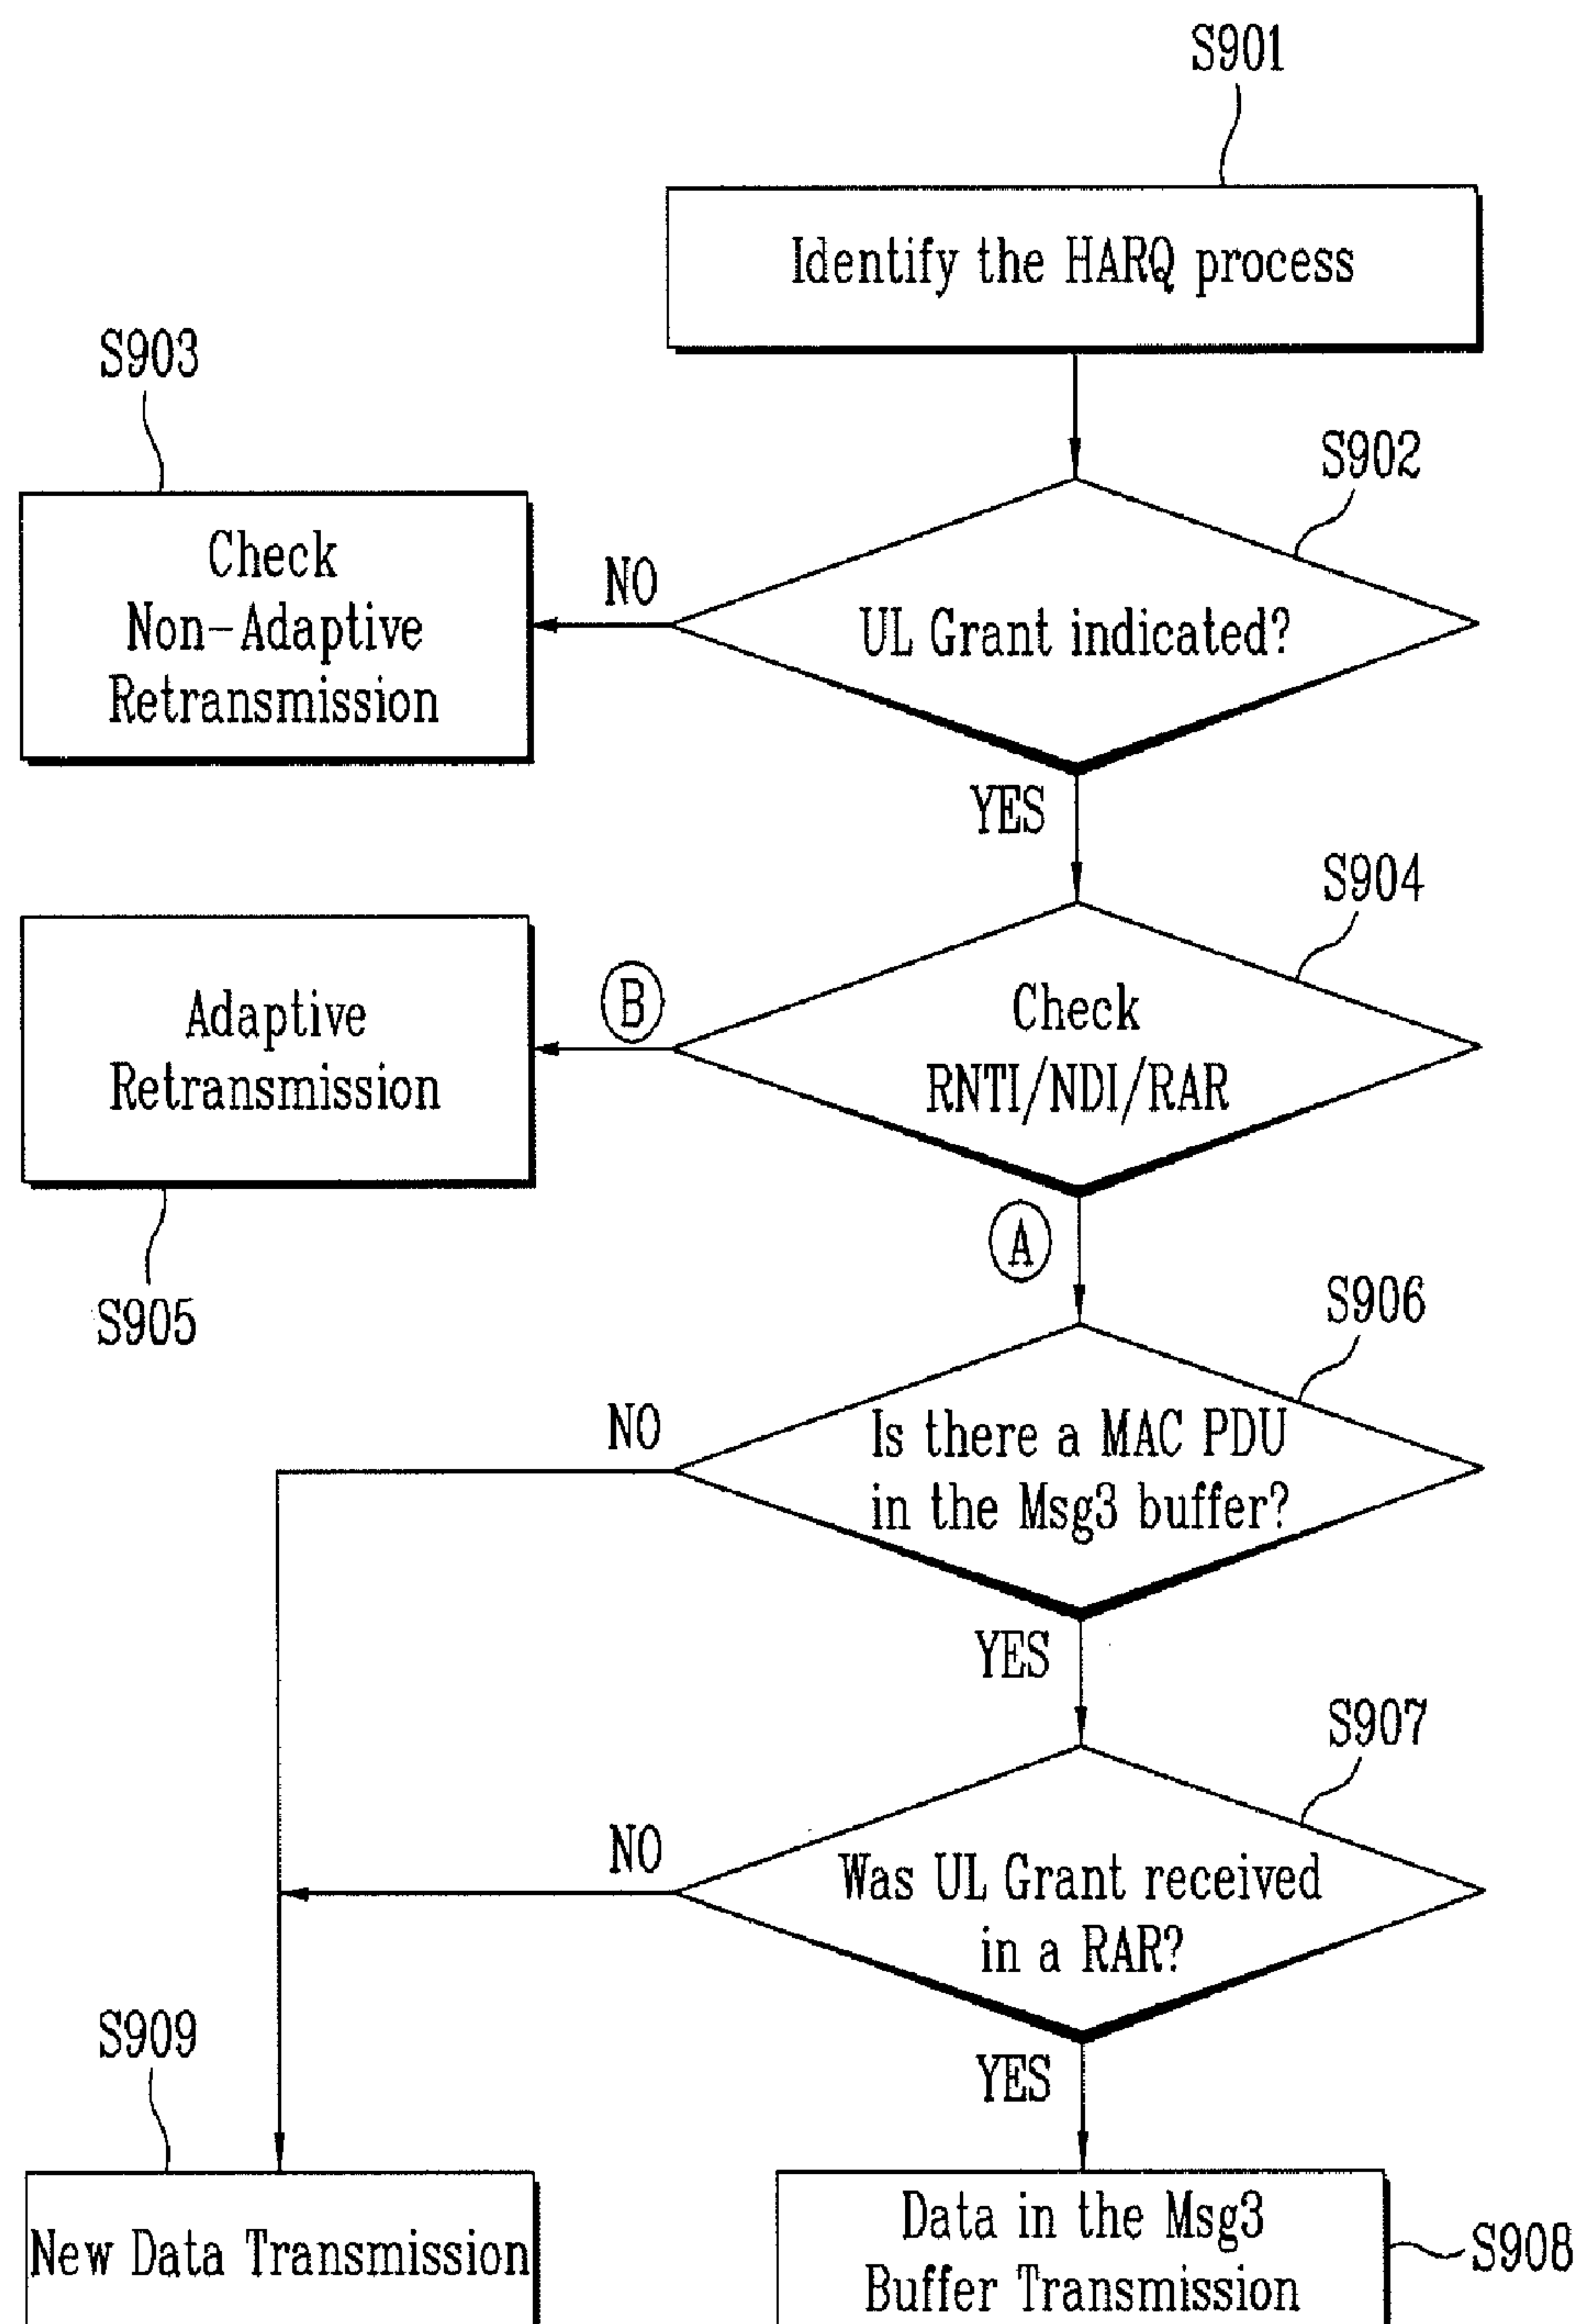 S901
Identify the HARQ process
S903
S902
Check
Non-Adaptive
Retransmission
NO
UL Grant indicated?
YES
S904
Adaptive
Retransmission
B
Check
RNTI/NDI/RAR
A
S905
S906
NO
Is there a MAC PDU
in the Msg3 buffer?
YES
S907
NO
Was UL Grant received
in a RAR?
S909
YES
New Data Transmission
Data in the Msg3
Buffer Transmission
S908